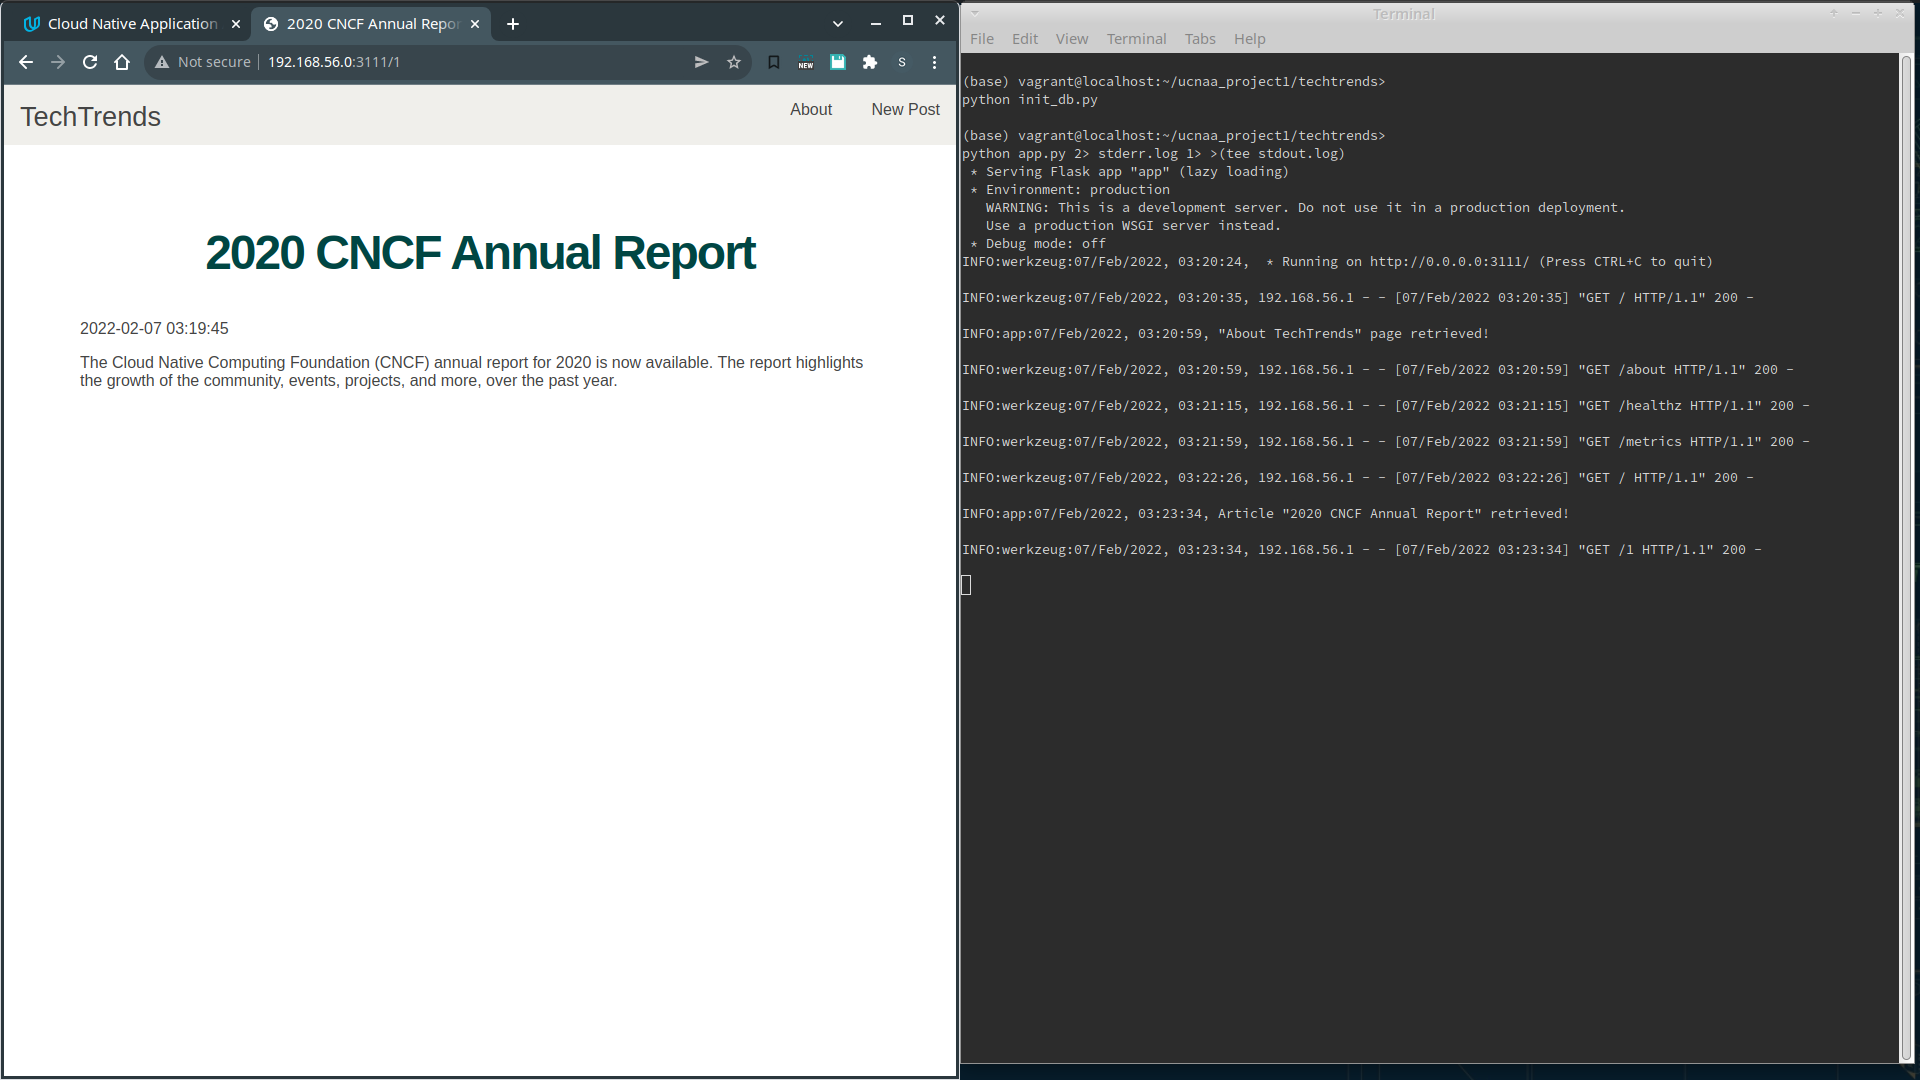 Cloud Native Application
2020 CNCF Annual Repor
Not secure
192.168.56.0:3111/1
NEW
S
TechTrends
About
New Post
2020 CNCF Annual Report
2022-02-07 03:19:45
The Cloud Native Computing Foundation (CNCF) annual report for 2020 is now available. The report highlights
the growth of the community, events, projects, and more, over the past year.
Terminal
File Edit View Terminal Tabs Help
(base) vagrant@localhost:~/ucnaa_project1/techtrends>
python init_db.py
(base) vagrant@localhost:~/ucnaa_project1/techtrends>
python app.py 2> stderr.log 1> >(tee stdout.log)
* Serving Flask app "app" (lazy loading)
* Environment: production
WARNING: This is a development server. Do not use it in a production deployment.
Use a production WSGI server instead.
* Debug mode: off
INFO:werkzeug:07/Feb/2022, 03:20:24,  * Running on http://0.0.0.0:3111/ (Press CTRL+C to quit)
INFO:werkzeug:07/Feb/2022, 03:20:35, 192.168.56.1 - - [07/Feb/2022 03:20:35] "GET / HTTP/1.1" 200 -
INFO:app:07/Feb/2022, 03:20:59, "About TechTrends" page retrieved!
INFO:werkzeug:07/Feb/2022, 03:20:59, 192.168.56.1 - - [07/Feb/2022 03:20:59] "GET /about HTTP/1.1" 200 -
INFO:werkzeug:07/Feb/2022, 03:21:15, 192.168.56.1 - - [07/Feb/2022 03:21:15] "GET /healthz HTTP/1.1" 200 -
INFO:werkzeug:07/Feb/2022, 03:21:59, 192.168.56.1 - - [07/Feb/2022 03:21:59] "GET /metrics HTTP/1.1" 200 -
INFO:werkzeug:07/Feb/2022, 03:22:26, 192.168.56.1 - - [07/Feb/2022 03:22:26] "GET / HTTP/1.1" 200 -
INFO:app:07/Feb/2022, 03:23:34, Article "2020 CNCF Annual Report" retrieved!
INFO:werkzeug:07/Feb/2022, 03:23:34, 192.168.56.1 - - [07/Feb/2022 03:23:34] "GET /1 HTTP/1.1" 200 -